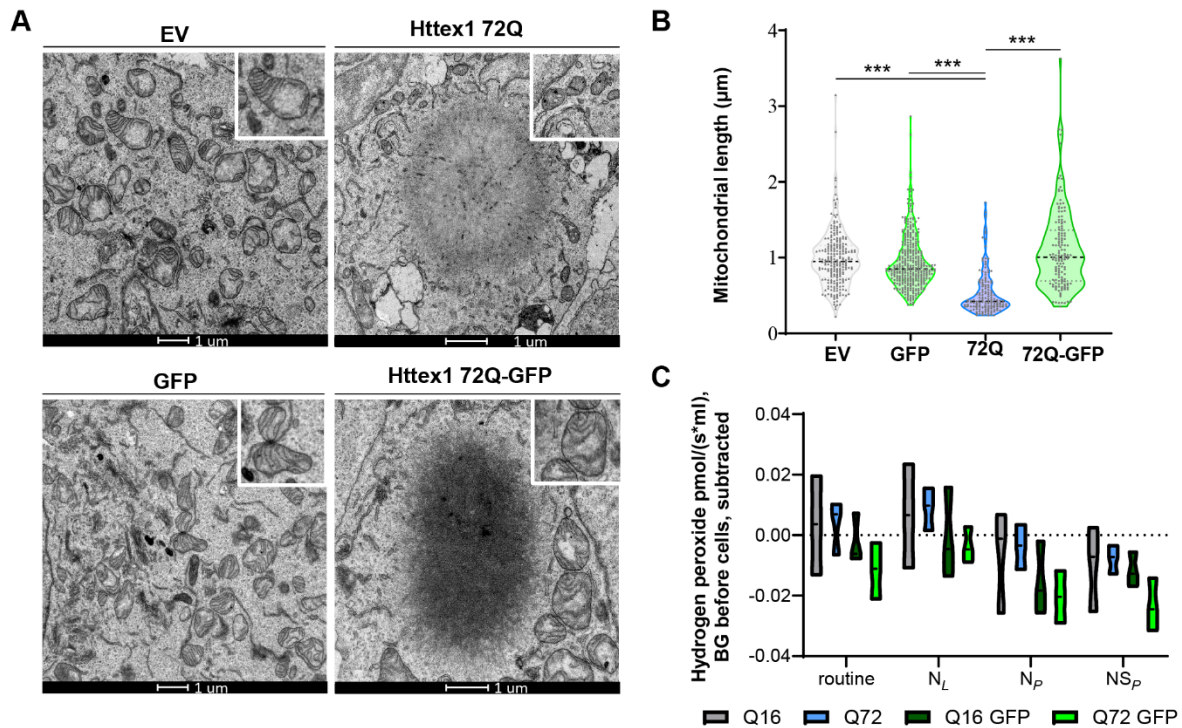 A
EV
Httex1 72Q
1 um
1 um
GFP
Httex1 72Q-GFP
1 um
1 um
B
Mitochondrial length (µm)
4
3
2
1
0
***
***
***
EV
GFP
72Q
72Q-GFP
C
Hydrogen peroxide pmol/(s*ml),
BG before cells, subtracted
0.04
0.02
0.00
-0.02
-0.04
routine
NL
NP
NSP
Q16
Q72
Q16 GFP
Q72 GFP